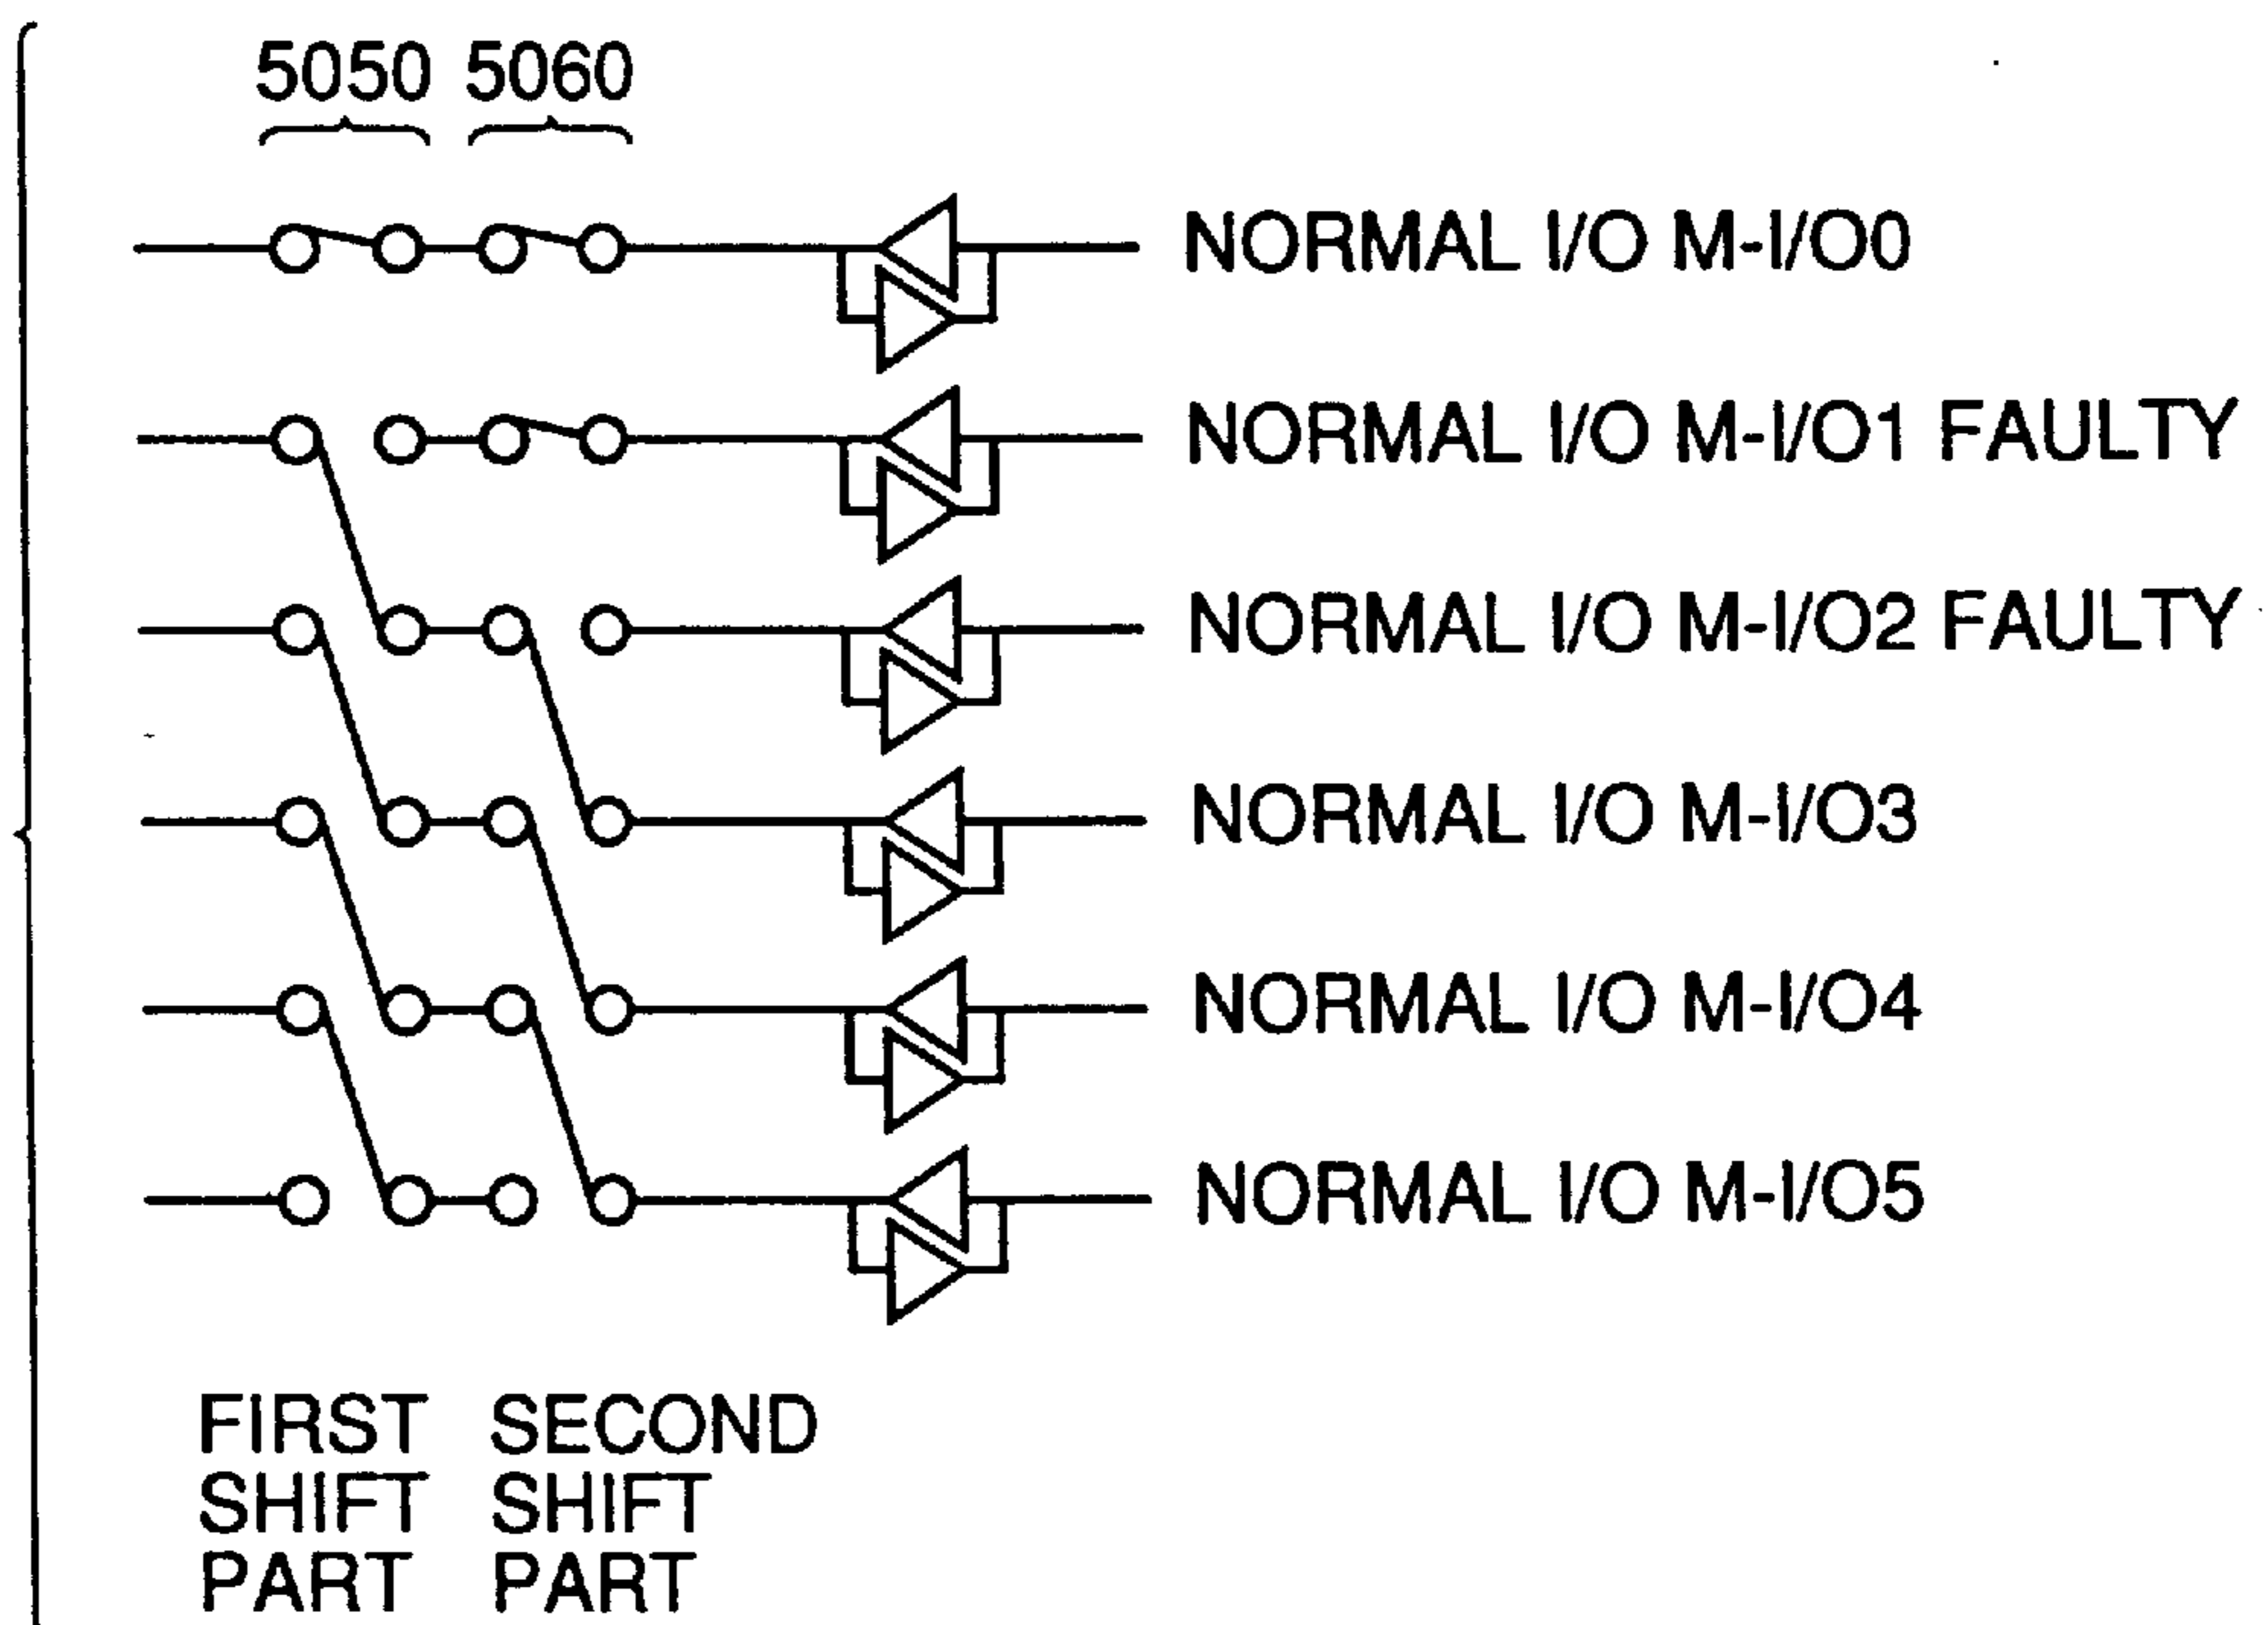 5050 5060
NORMAL I/O M-I/O0
NORMAL I/O M-I/O1 FAULTY
NORMAL I/O M-I/O2 FAULTY
NORMAL I/O M-I/O3
NORMAL I/O M-I/O4
NORMAL I/O M-I/O5
FIRST
SHIFT
PART
SECOND
SHIFT
PART